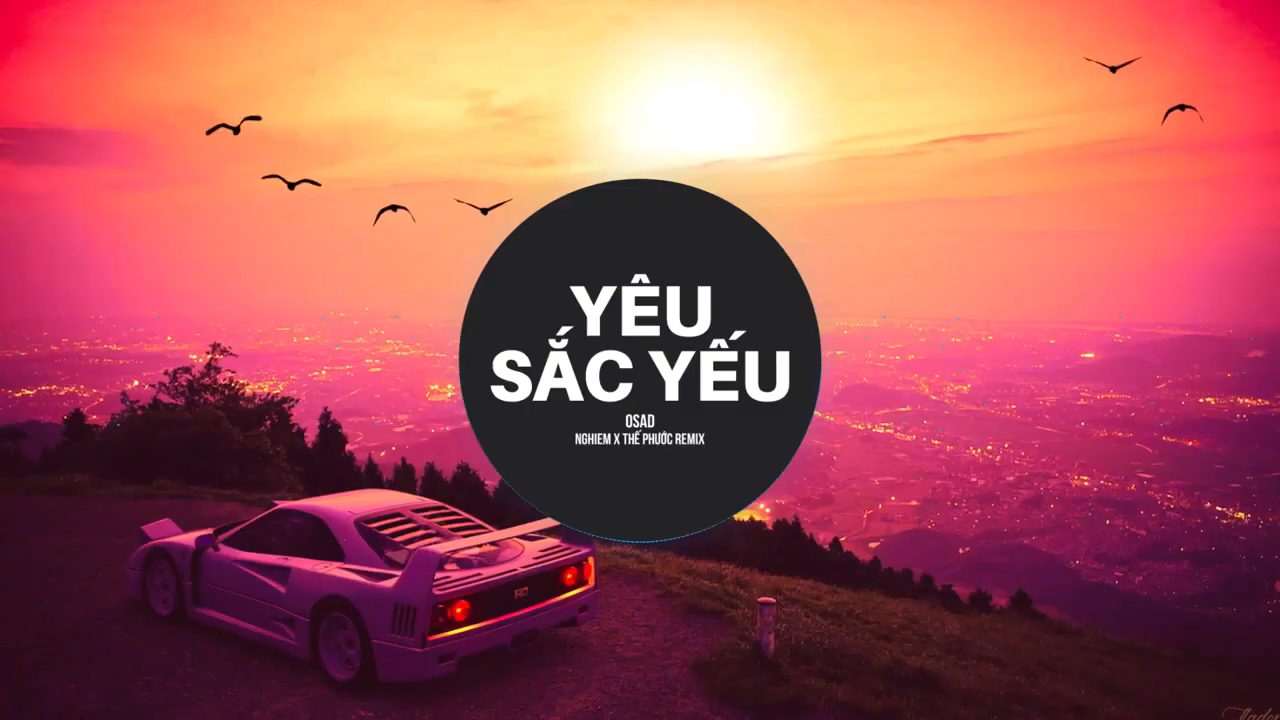 YÊU
SẮC YẾU
OSAD
NGHIEM X THẾ PHƯỚC REMIX